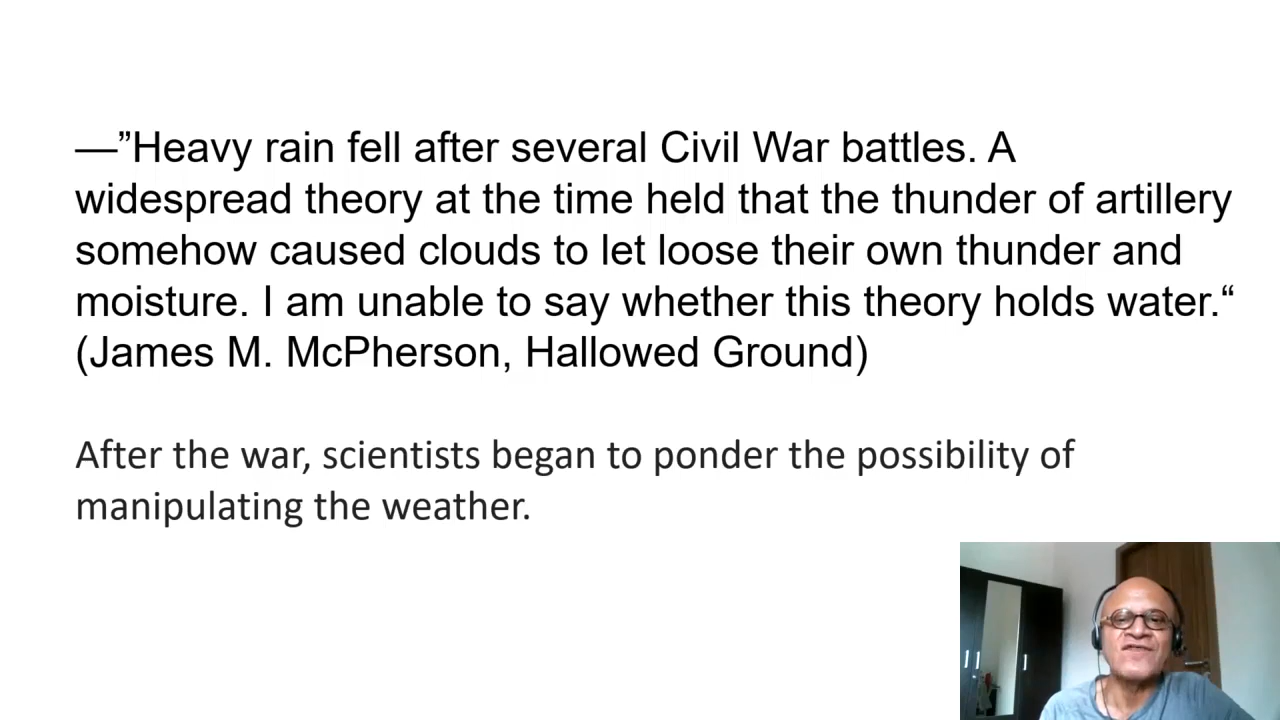 —”Heavy rain fell after several Civil War battles. A
widespread theory at the time held that the thunder of artillery
somehow caused clouds to let loose their own thunder and
moisture. I am unable to say whether this theory holds water.“
(James M. McPherson, Hallowed Ground)
After the war, scientists began to ponder the possibility of
manipulating the weather.